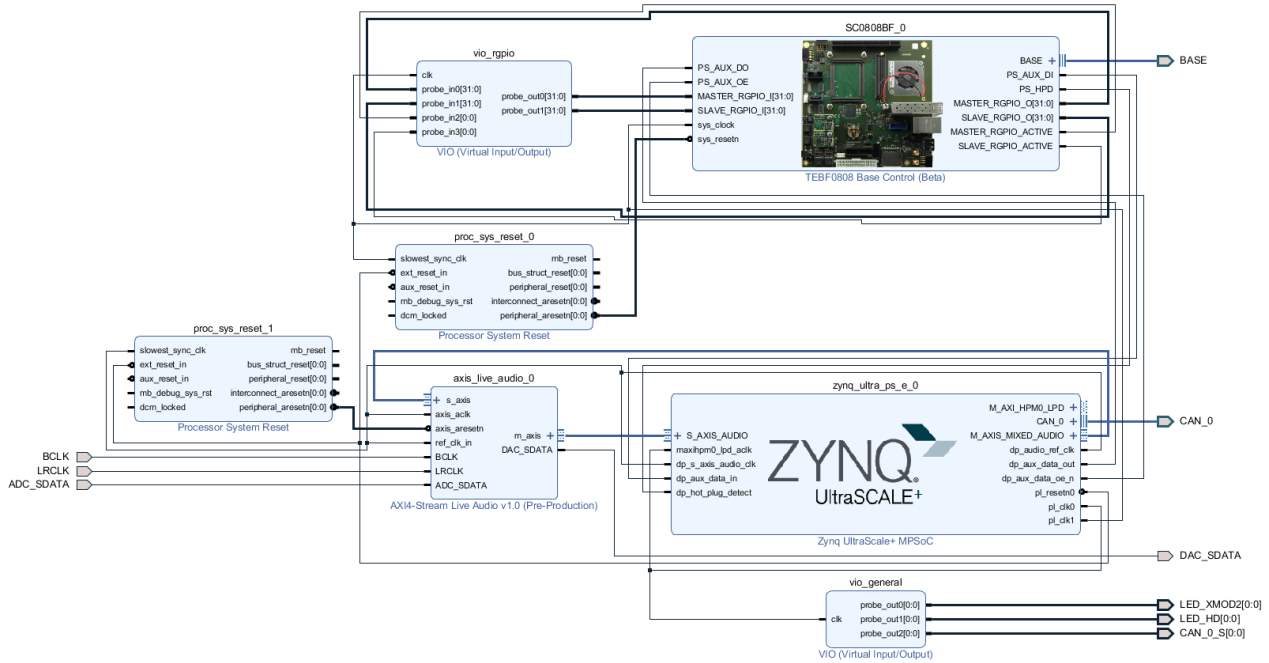 SC0808BF_0
PS_AUX_DO
PS_AUX_OE
MASTER_RGPIO_I[31:0]
SLAVE_RGPIO_I[31:0]
sys_clock
sys_resetn
BASE
PS_AUX_DI
PS_HPD
MASTER_RGPIO_O[31:0]
SLAVE_RGPIO_O[31:0]
MASTER_RGPIO_ACTIVE
SLAVE_RGPIO_ACTIVE
TEBF0808 Base Control (Beta)
BASE
vio_rgpio
clk
probe_in0[31:0]
probe_in1[31:0]
probe_in2[0:0]
probe_in3[0:0]
probe_out0[31:0]
probe_out1[31:0]
VIO (Virtual Input/Output)
proc_sys_reset_0
slowest_sync_clk
ext_reset_in
aux_reset_in
mb_debug_sys_rst
dcm_locked
mb_reset
bus_struct_reset[0:0]
peripheral_reset[0:0]
interconnect_aresetn[0:0]
peripheral_aresetn[0:0]
Processor System Reset
proc_sys_reset_1
slowest_sync_clk
ext_reset_in
aux_reset_in
mb_debug_sys_rst
dcm_locked
mb_reset
bus_struct_reset[0:0]
peripheral_reset[0:0]
interconnect_aresetn[0:0]
peripheral_aresetn[0:0]
Processor System Reset
BCLK
LRCLK
ADC_SDATA
axis_live_audio_0
s_axis
axis_aclk
axis_aresetn
ref_clk_in
BCLK
LRCLK
ADC_SDATA
m_axis
DAC_SDATA
AXI4-Stream Live Audio v1.0 (Pre-Production)
zynq_ultra_ps_e_0
S_AXIS_AUDIO
maxihpm0_lpd_aclk
dp_s_axis_audio_clk
dp_aux_data_in
dp_hot_plug_detect
ZYNQ
UltraSCALE+
M_AXI_HPM0_LPD
CAN_0
M_AXIS_MIXED_AUDIO
dp_audio_ref_clk
dp_aux_data_out
dp_aux_data_oe_n
pl_resetn0
pl_clk0
pl_clk1
Zynq UltraScale+ MPSoC
CAN_0
DAC_SDATA
vio_general
clk
probe_out0[0:0]
probe_out1[0:0]
probe_out2[0:0]
VIO (Virtual Input/Output)
LED_XMOD2[0:0]
LED_HD[0:0]
CAN_0_S[0:0]